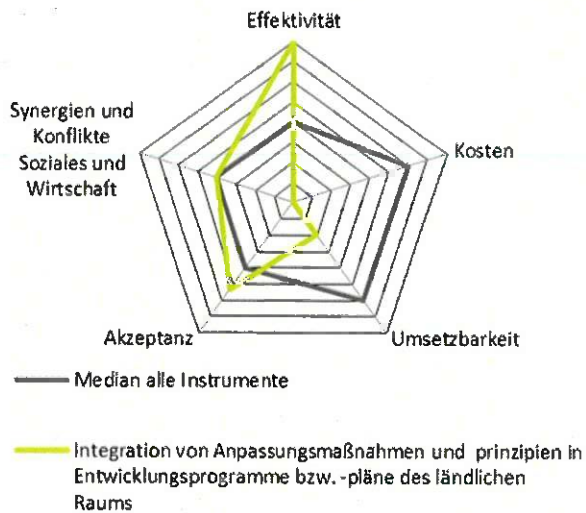 Effektivität
Synergien und
Konflikte
Soziales und
Wirtschaft
Kosten
Akzeptanz
Umsetzbarkeit
Median alle Instrumente
Integration von Anpassungsmaßnahmen und prinzipien in
Entwicklungsprogramme bzw. -pläne des ländlichen
Raums